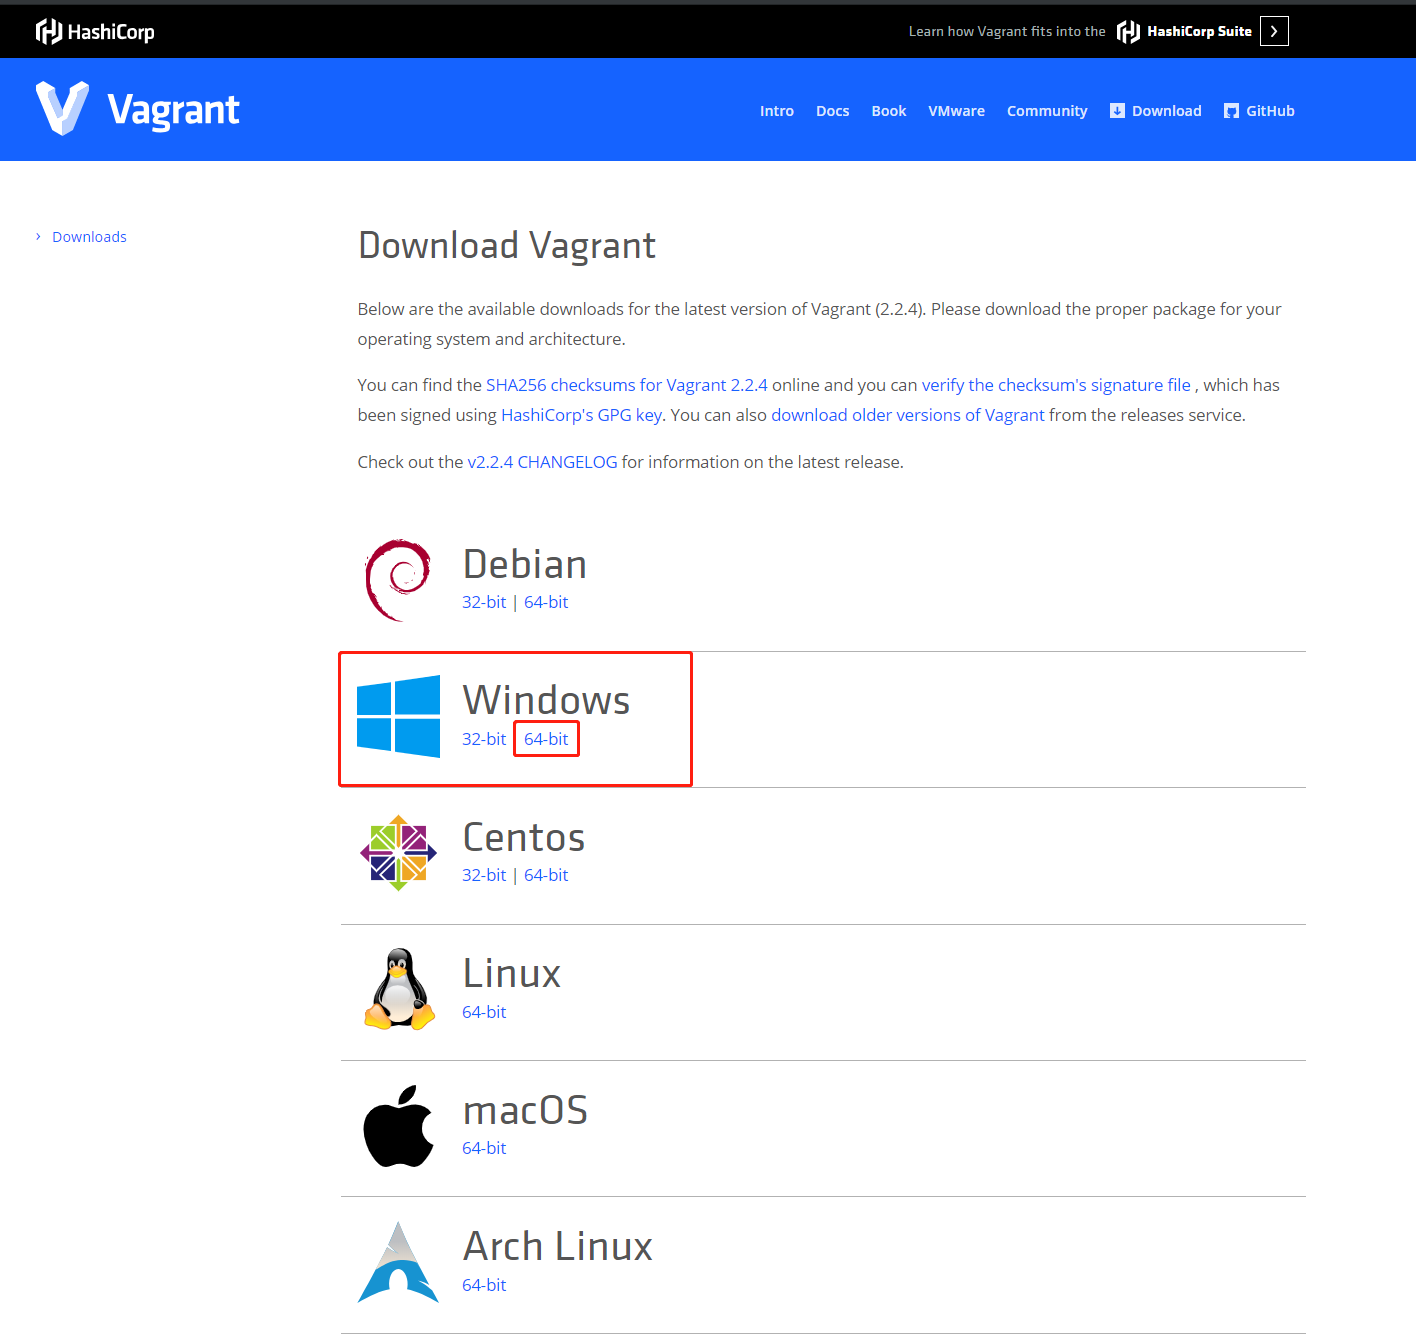 HashiCorp
Learn how Vagrant fits into the HashiCorp Suite
Vagrant
Intro Docs Book VMware Community Download GitHub
Downloads
Download Vagrant
Below are the available downloads for the latest version of Vagrant (2.2.4). Please download the proper package for your
operating system and architecture.
You can find the SHA256 checksums for Vagrant 2.2.4 online and you can verify the checksum's signature file , which has
been signed using HashiCorp's GPG key. You can also download older versions of Vagrant from the releases service.
Check out the v2.2.4 CHANGELOG for information on the latest release.
Debian
32-bit | 64-bit
Windows
32-bit 64-bit
Centos
32-bit | 64-bit
Linux
64-bit
macOS
64-bit
Arch Linux
64-bit